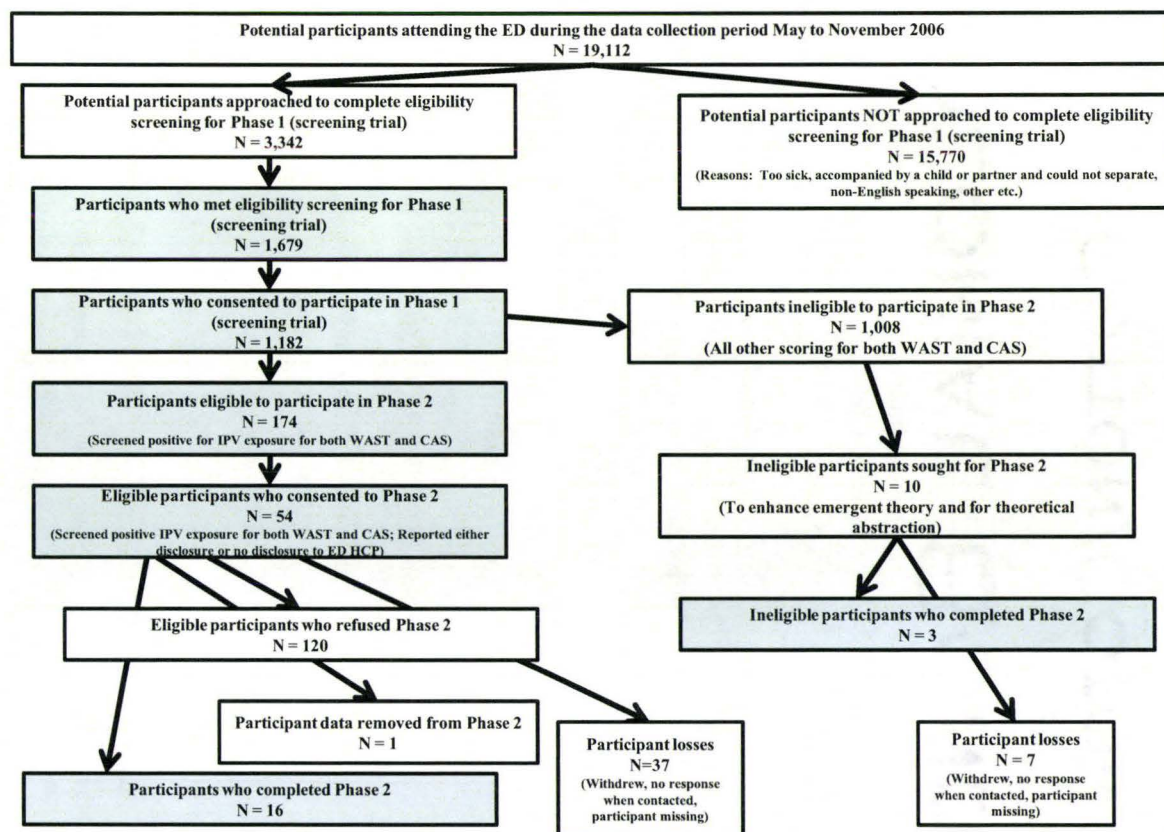 Potential participants attending the ED during the data collection period May to November 2006
N = 19,112
Potential participants approached to complete eligibility
screening for Phase 1 (screening trial)
N = 3,342
Potential participants NOT approached to complete eligibility
screening for Phase 1 (screening trial)
N = 15,770
(Reasons: Too sick, accompanied by a child or partner and could not separate,
non-English speaking, other etc.)
Participants who met eligibility screening for Phase 1
(screening trial)
N = 1,679
Participants who consented to participate in Phase 1
(screening trial)
N = 1,182
Participants ineligible to participate in Phase 2
N = 1,008
(All other scoring for both WAST and CAS)
Participants eligible to participate in Phase 2
N = 174
(Screened positive for IPV exposure for both WAST and CAS)
Ineligible participants sought for Phase 2
N = 10
(To enhance emergent theory and for theoretical
abstraction)
Eligible participants who consented to Phase 2
N = 54
(Screened positive IPV exposure for both WAST and CAS; Reported either
disclosure or no disclosure to ED HCP)
Eligible participants who refused Phase 2
N = 120
Ineligible participants who completed Phase 2
N = 3
Participant data removed from Phase 2
N = 1
Participant losses
N=37
(Withdrew, no response
when contacted,
participant missing)
Participant losses
N = 7
(Withdrew, no response
when contacted, participant
missing)
Participants who completed Phase 2
N = 16